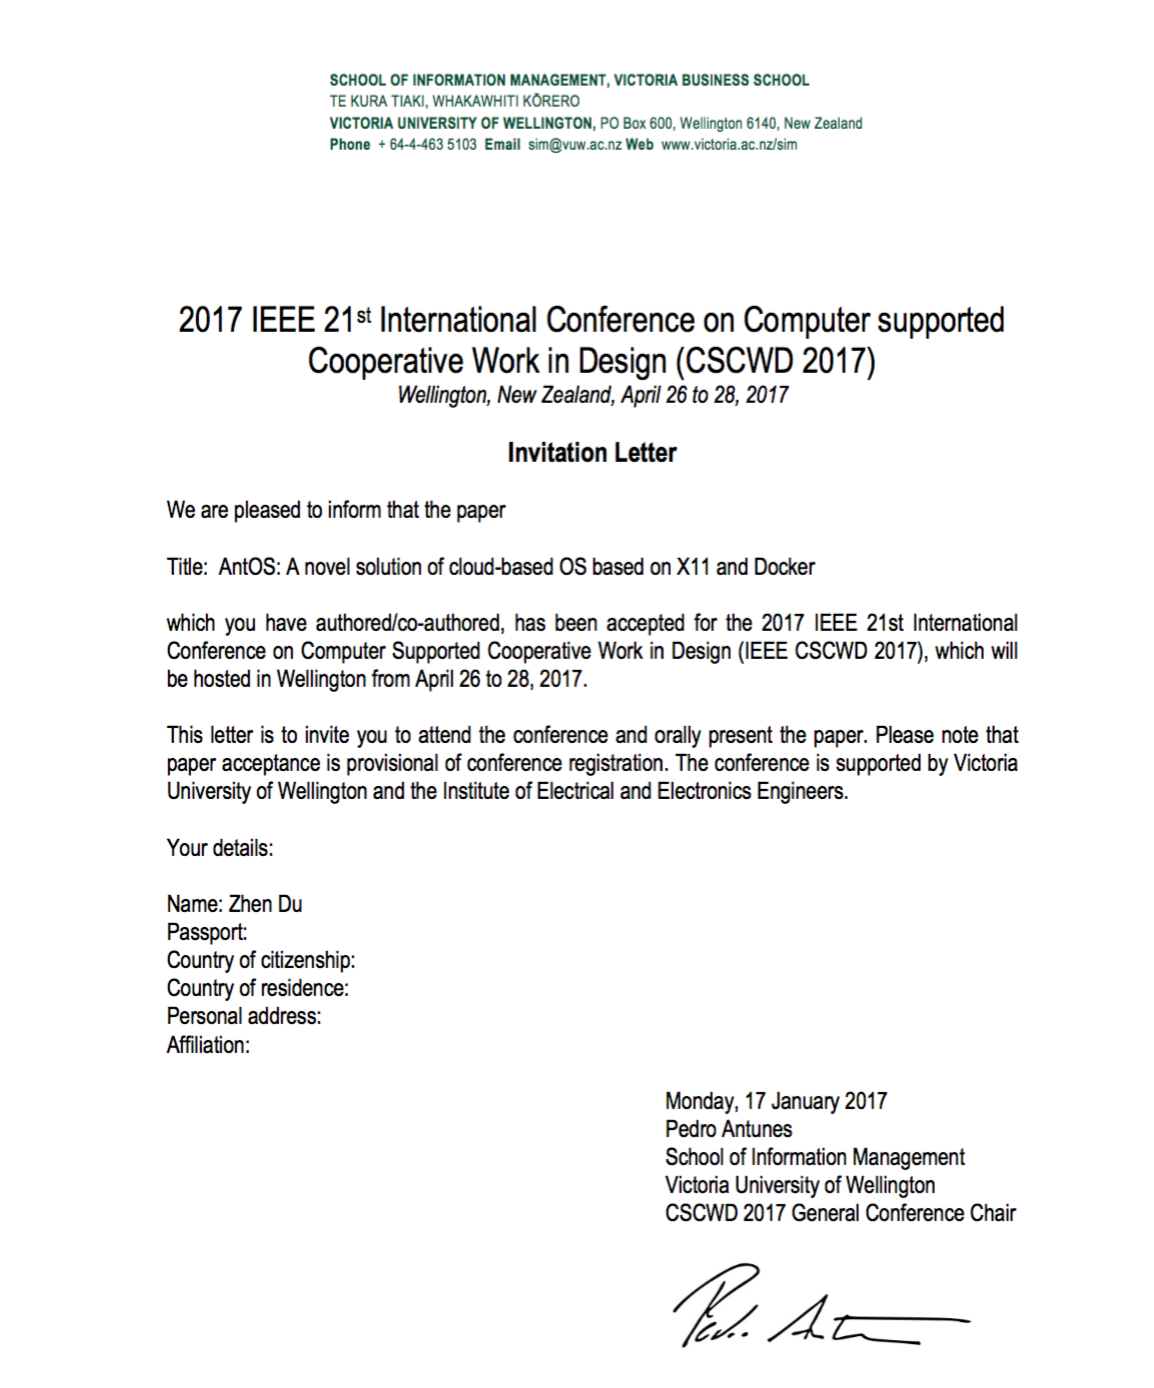 SCHOOL OF INFORMATION MANAGEMENT, VICTORIA BUSINESS SCHOOL
TE KURA TIAKI, WHAKAWHITI KŌRERO
VICTORIA UNIVERSITY OF WELLINGTON, PO Box 600, Wellington 6140, New Zealand
Phone + 64-4-463 5103 Email sim@vuw.ac.nz Web www.victoria.ac.nz/sim
2017 IEEE 21st International Conference on Computer supported
Cooperative Work in Design (CSCWD 2017)
Wellington, New Zealand, April 26 to 28, 2017
Invitation Letter
We are pleased to inform that the paper
Title: AntOS: A novel solution of cloud-based OS based on X11 and Docker
which you have authored/co-authored, has been accepted for the 2017 IEEE 21st International
Conference on Computer Supported Cooperative Work in Design (IEEE CSCWD 2017), which will
be hosted in Wellington from April 26 to 28, 2017.
This letter is to invite you to attend the conference and orally present the paper. Please note that
paper acceptance is provisional of conference registration. The conference is supported by Victoria
University of Wellington and the Institute of Electrical and Electronics Engineers.
Your details:
Name: Zhen Du
Passport:
Country of citizenship:
Country of residence:
Personal address:
Affiliation:
Monday, 17 January 2017
Pedro Antunes
School of Information Management
Victoria University of Wellington
CSCWD 2017 General Conference Chair